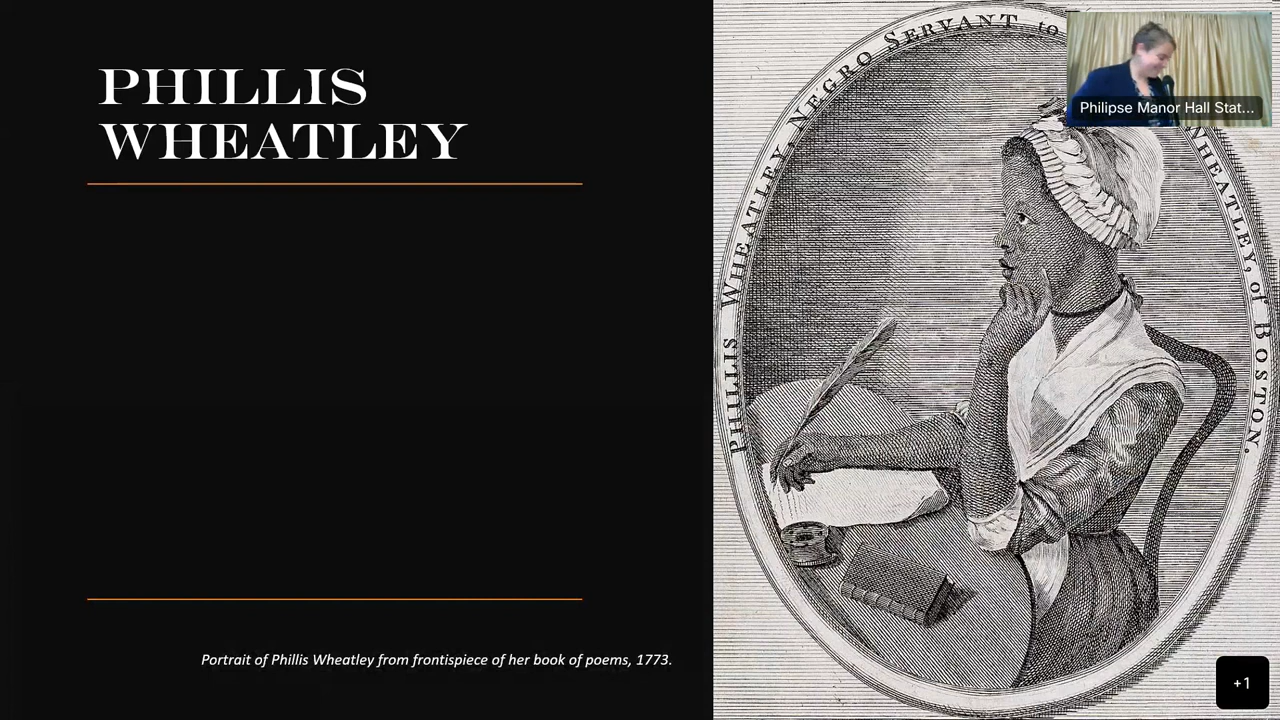 PHILLIS
WHEATLEY
Portrait of Phillis Wheatley from frontispiece of her book of poems, 1773.
PHILLIS WHEATLEY, NEGRO SERVANT to
WHEATLEY, of BOSTON.
Philipse Manor Hall Stat...
+1